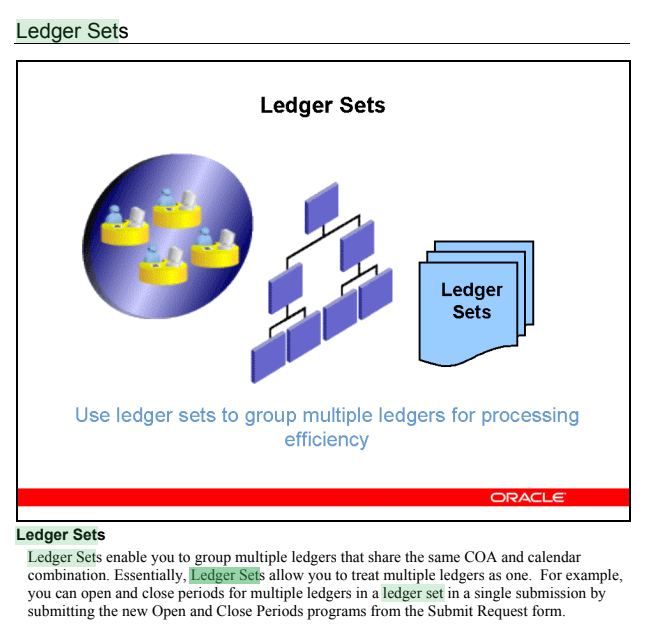 Ledger Sets
Ledger Sets
Ledger
Sets
Use ledger sets to group multiple ledgers for processing
efficiency
ORACLE
Ledger Sets
Ledger Sets enable you to group multiple ledgers that share the same COA and calendar
combination. Essentially, Ledger Sets allow you to treat multiple ledgers as one.  For example,
you can open and close periods for multiple ledgers in a ledger set in a single submission by
submitting the new Open and Close Periods programs from the Submit Request form.